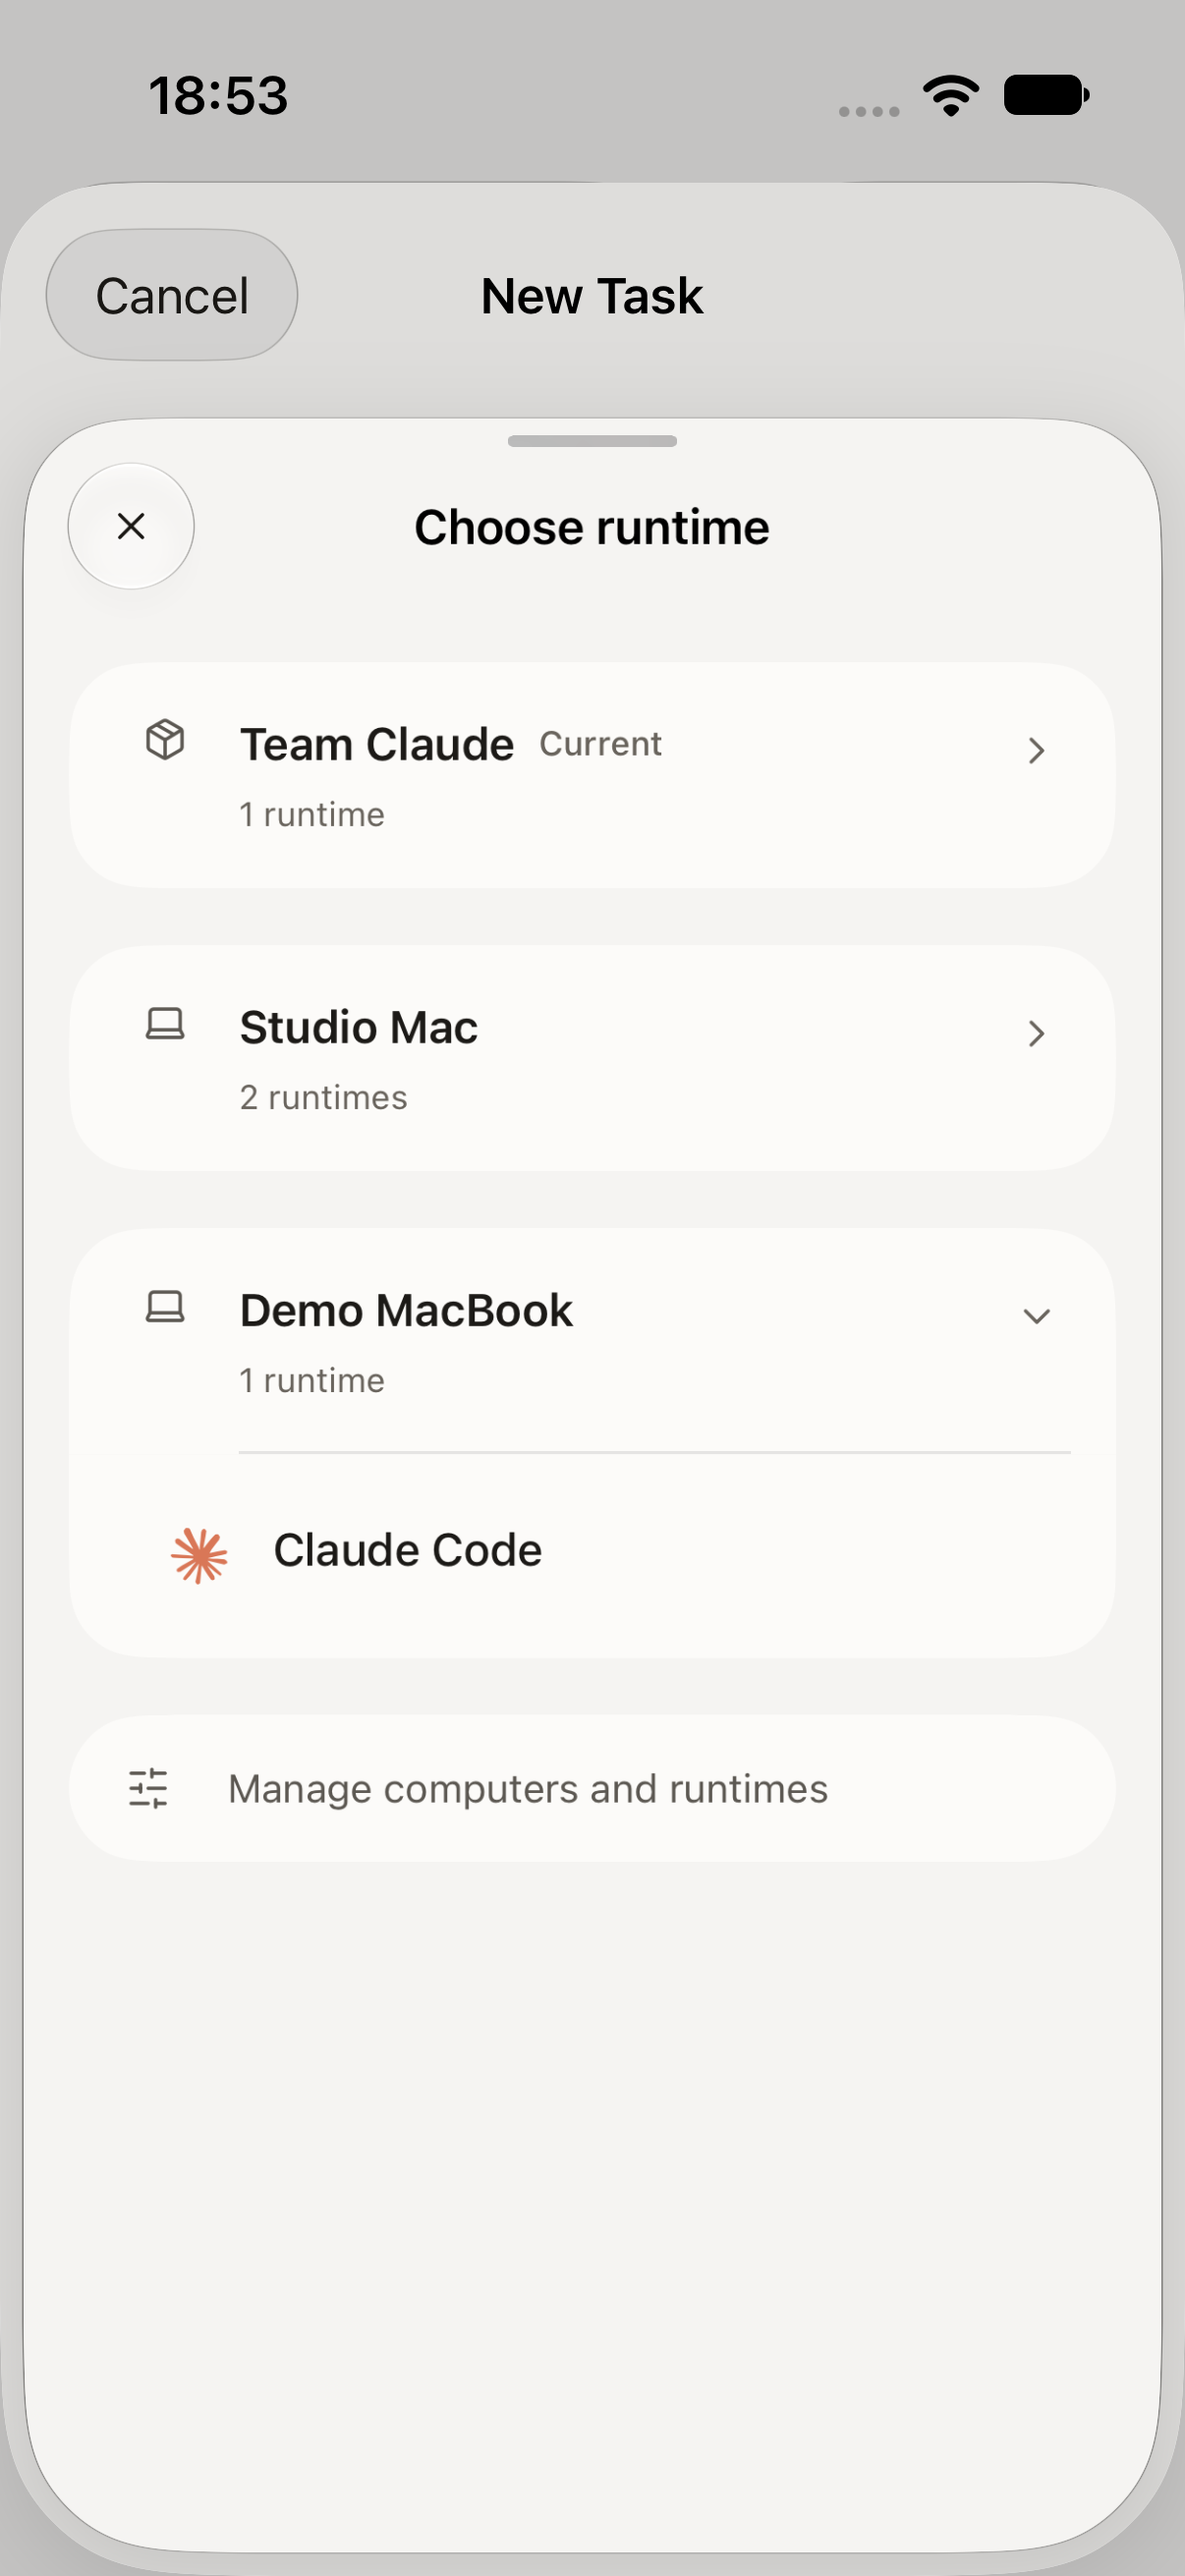 18:53
Cancel
New Task
Choose runtime
Team Claude Current
1 runtime
Studio Mac
2 runtimes
Demo MacBook
1 runtime
Claude Code
Manage computers and runtimes